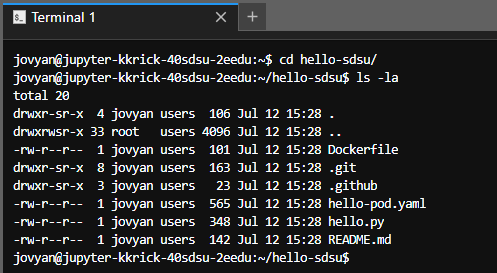 Terminal 1
jovyan@jupyter-kkrick-40sdsu-2eedu:~$ cd hello-sdsu/
jovyan@jupyter-kkrick-40sdsu-2eedu:~/hello-sdsu$ ls -la
total 20
drwxr-sr-x  4 jovyan users  106 Jul 12 15:28 .
drwxrwsr-x 33 root   users 4096 Jul 12 15:28 ..
-rw-r--r--  1 jovyan users  101 Jul 12 15:28 Dockerfile
drwxr-sr-x  8 jovyan users  163 Jul 12 15:28 .git
drwxr-sr-x  3 jovyan users   23 Jul 12 15:28 .github
-rw-r--r--  1 jovyan users  565 Jul 12 15:28 hello-pod.yaml
-rw-r--r--  1 jovyan users  348 Jul 12 15:28 hello.py
-rw-r--r--  1 jovyan users  142 Jul 12 15:28 README.md
jovyan@jupyter-kkrick-40sdsu-2eedu:~/hello-sdsu$